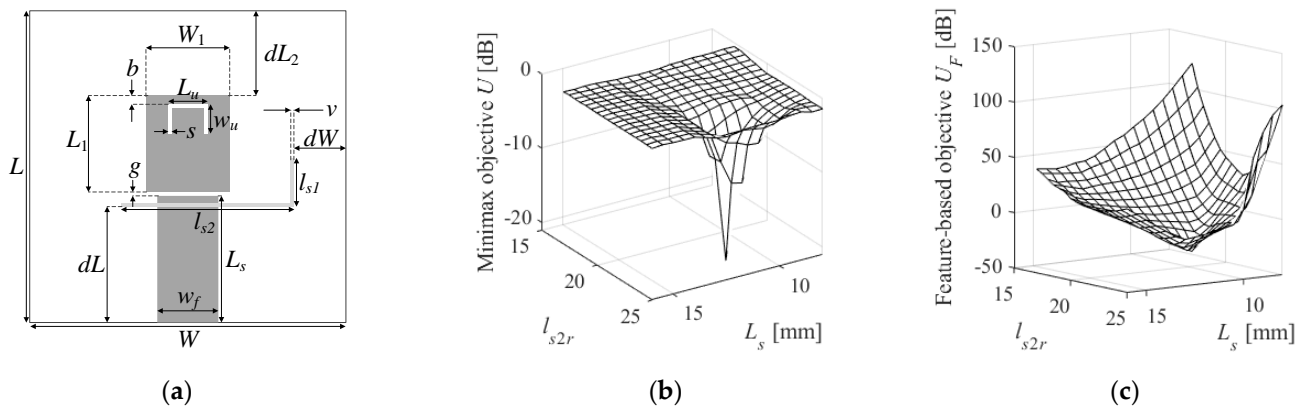 W1
dL2
b
Lu
v
wu
s
dW
L1
g
ls1
L
ls2
dL
Ls
wf
W
(a)
Minimax objective U [dB]
0
-10
-20
15
20
25
ls2r
15
10
Ls [mm]
(b)
Feature-based objective UF [dB]
150
100
50
0
-50
15
20
25
ls2r
15
10
Ls [mm]
(c)